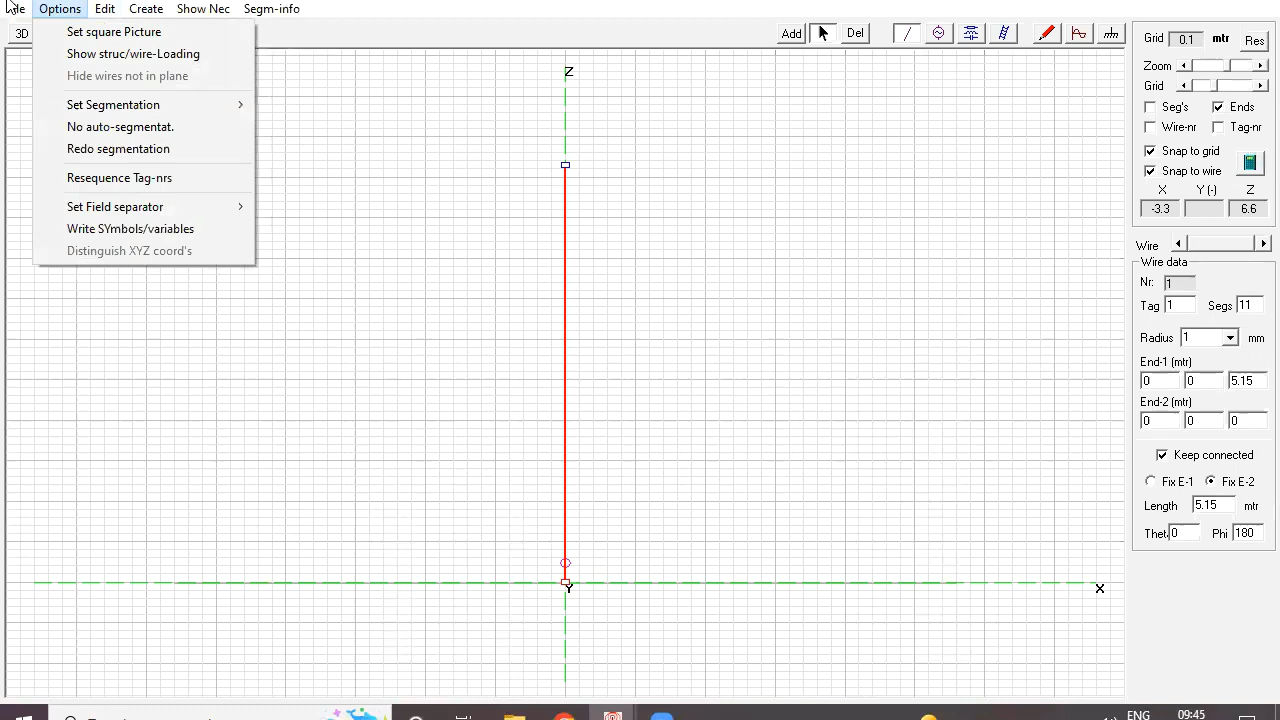 Options Edit Create Show Nec Segm-info
3D Add Del
Set squared Picture
Show Wire-Loading
Hide wires not in plane
Set Segmentation
No auto-segmentat.
Redo segmentation
Resequence Tag-nrs
Set Field separator
Write SYmbols/variables
Distinguish XYZ coord's
Z
Y
X
Grid 0.1 mtr Res
Zoom
Grid
Seg's Ends
Wire-nr Tag-nr
Snap to grid
Snap to wire
X Y (-) Z
-3.3 6.6
Wire
Wire data
Nr. 1
Tag 1 Segs 11
Radius 1 mm
End-1 (mtr)
0 0 5.15
End-2 (mtr)
0 0 0
Keep connected
Fix E-1 Fix E-2
Length 5.15 mtr
Thet 0 Phi 180
ENG 09:45